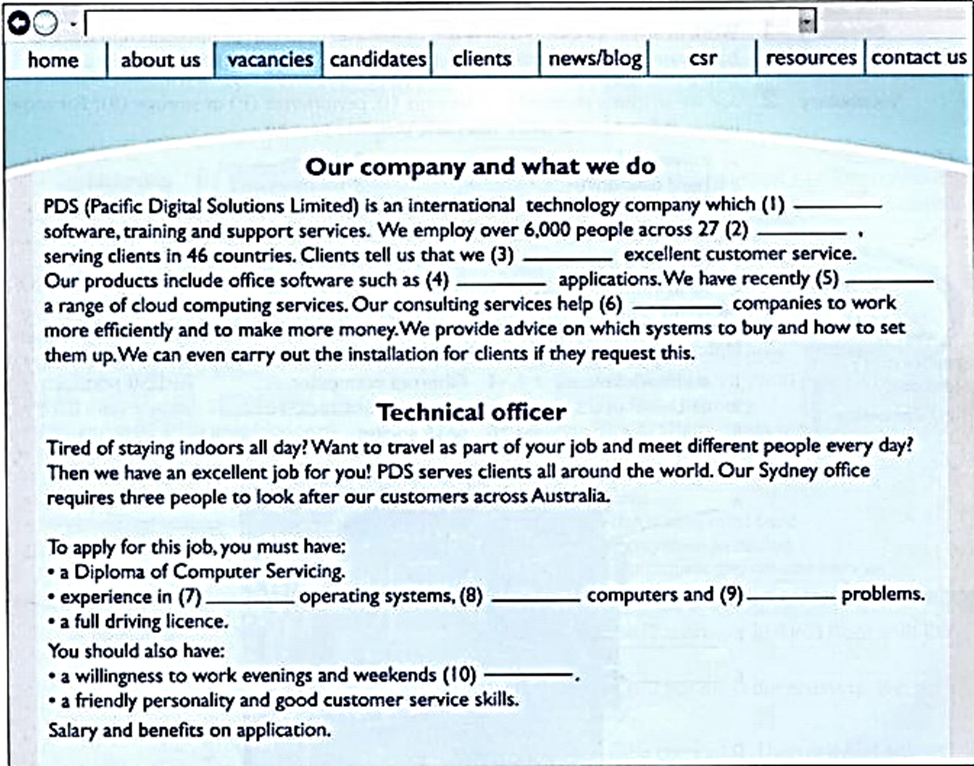 home about us vacancies candidates clients news/blog csr resources contact us
Our company and what we do
PDS (Pacific Digital Solutions Limited) is an international technology company which (1) ________
software, training and support services. We employ over 6,000 people across 27 (2) ________ ,
serving clients in 46 countries. Clients tell us that we (3) ________ excellent customer service.
Our products include office software such as (4) ________ applications. We have recently (5) ________
a range of cloud computing services. Our consulting services help (6) ________ companies to work
more efficiently and to make more money. We provide advice on which systems to buy and how to set
them up. We can even carry out the installation for clients if they request this.
Technical officer
Tired of staying indoors all day? Want to travel as part of your job and meet different people every day?
Then we have an excellent job for you! PDS serves clients all around the world. Our Sydney office
requires three people to look after our customers across Australia.
To apply for this job, you must have:
• a Diploma of Computer Servicing.
• experience in (7) ________ operating systems, (8) ________ computers and (9) ________ problems.
• a full driving licence.
You should also have:
• a willingness to work evenings and weekends (10) ________.
• a friendly personality and good customer service skills.
Salary and benefits on application.